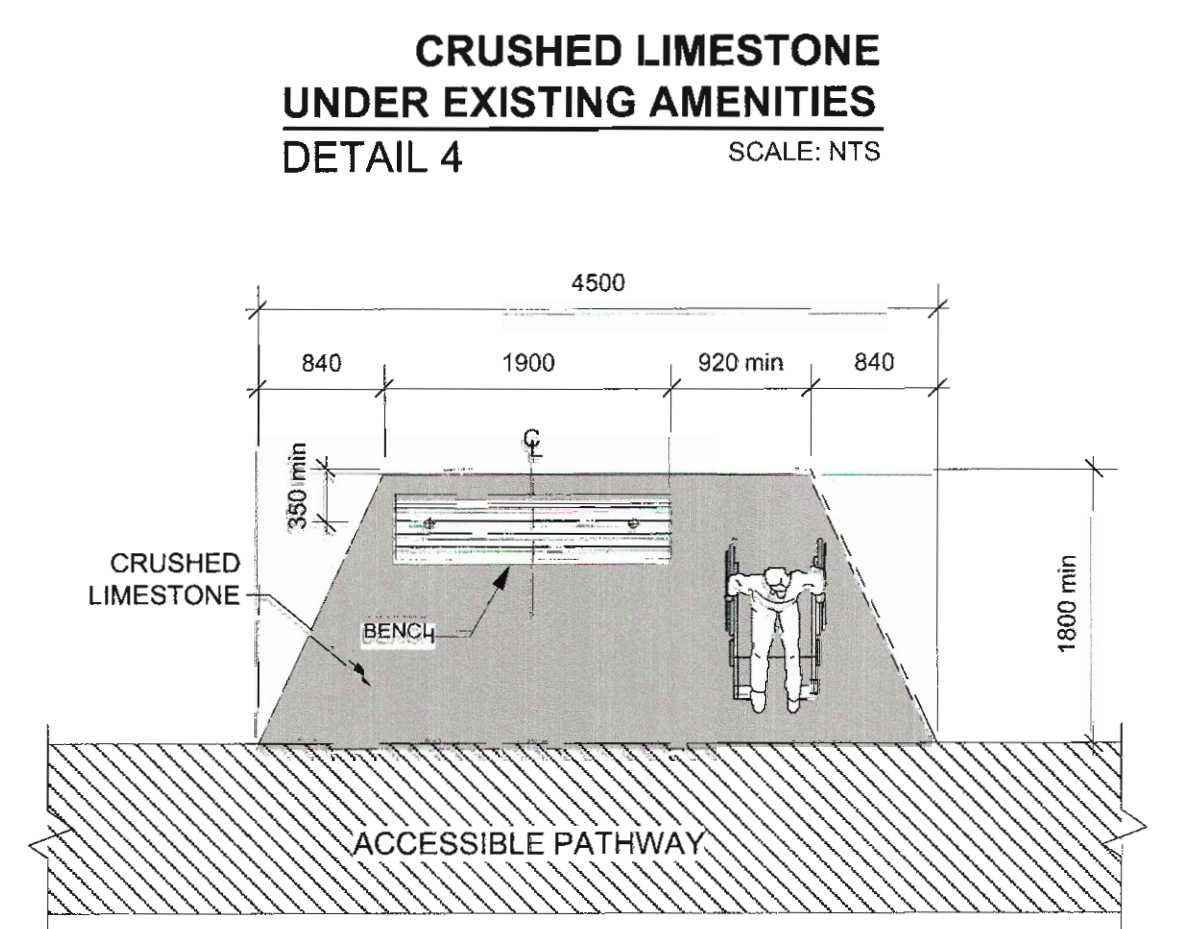 CRUSHED LIMESTONE
UNDER EXISTING AMENITIES
DETAIL 4
SCALE: NTS
4500
840
1900
920 min
840
℄
350 min
CRUSHED
LIMESTONE
BENCH
1800 min
ACCESSIBLE PATHWAY